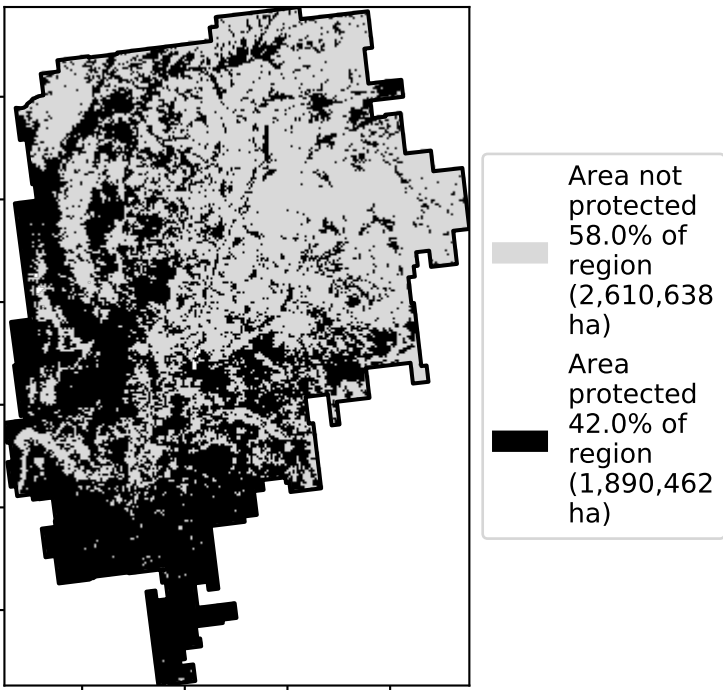 Area not
protected
58.0% of
region
(2,610,638
ha)
Area
protected
42.0% of
region
(1,890,462
ha)